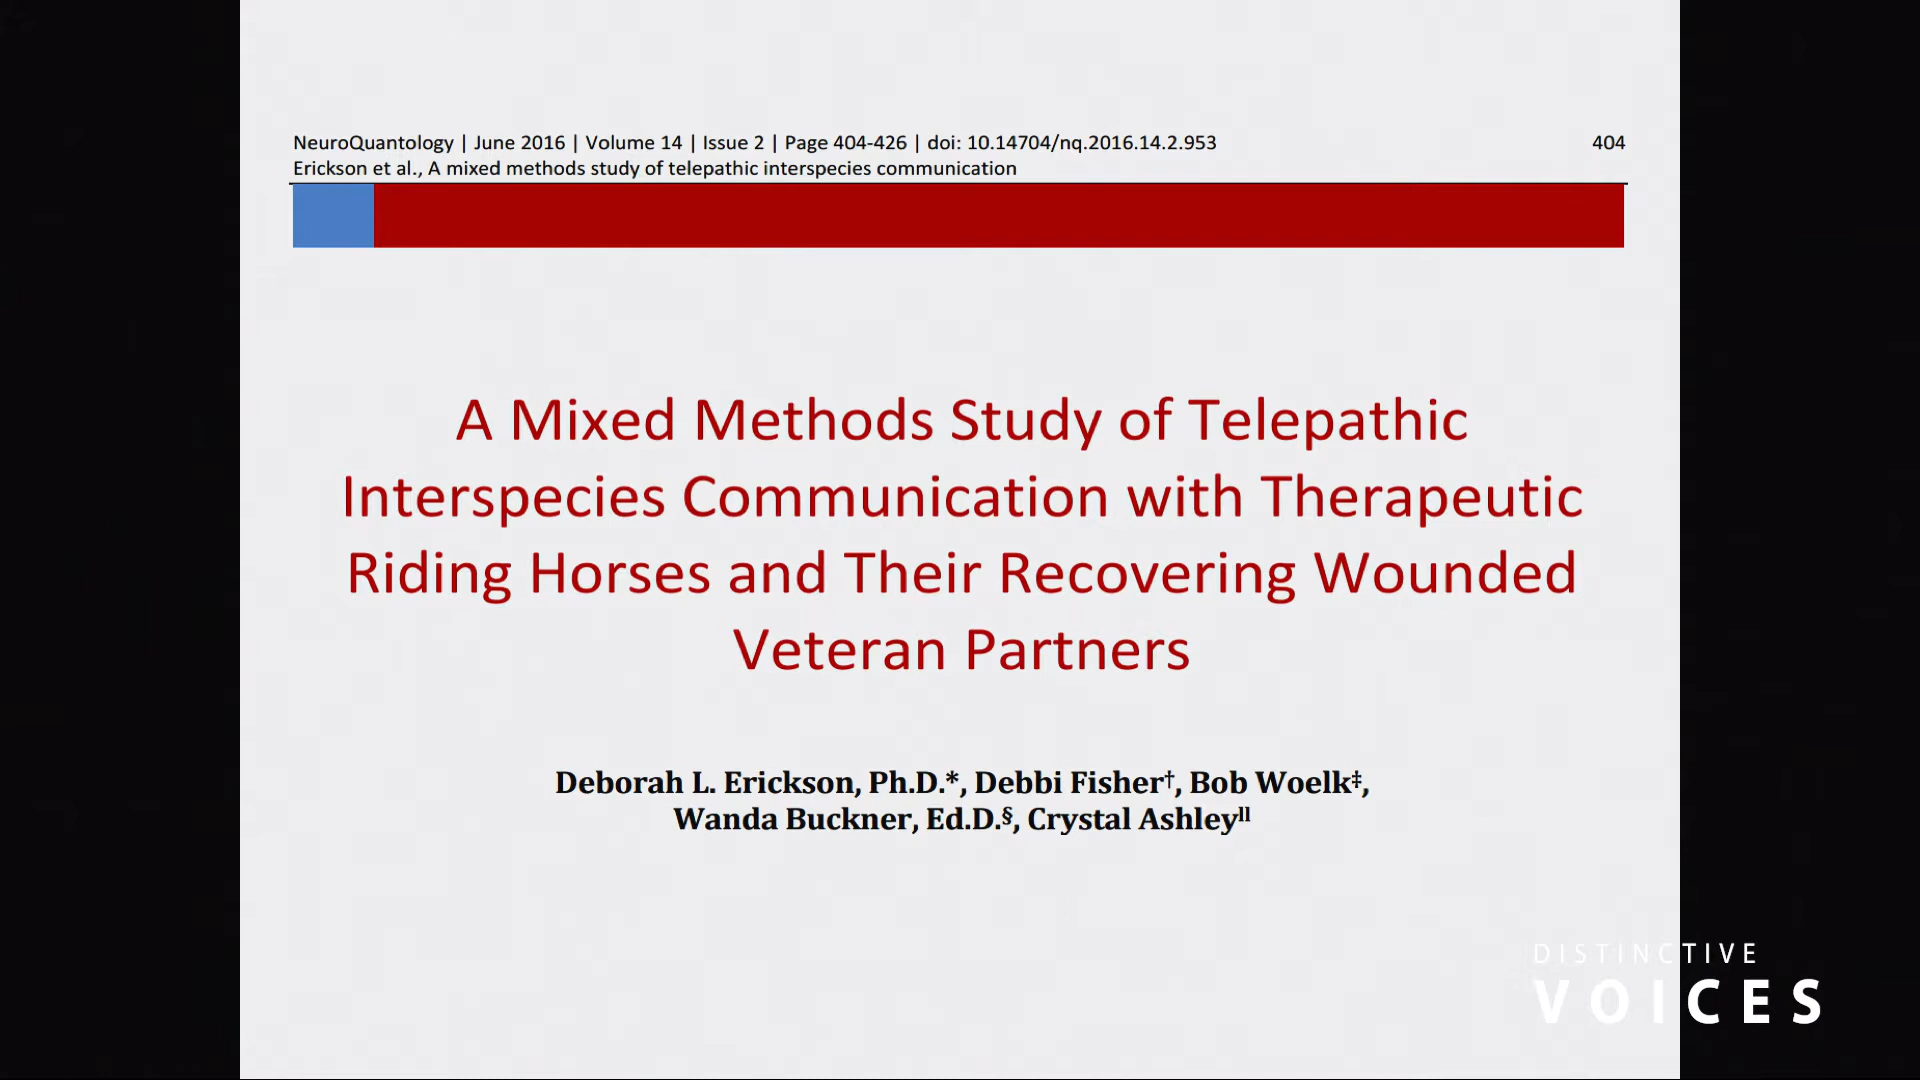 NeuroQuantology | June 2016 | Volume 14 | Issue 2 | Page 404-426 | doi: 10.14704/nq.2016.14.2.953 404
Erickson et al., A mixed methods study of telepathic interspecies communication
A Mixed Methods Study of Telepathic
Interspecies Communication with Therapeutic
Riding Horses and Their Recovering Wounded
Veteran Partners
Deborah L. Erickson, Ph.D.*, Debbi Fisher†, Bob Woelk‡,
Wanda Buckner, Ed.D.§, Crystal Ashley‖
DISTINCTIVE
VOICES